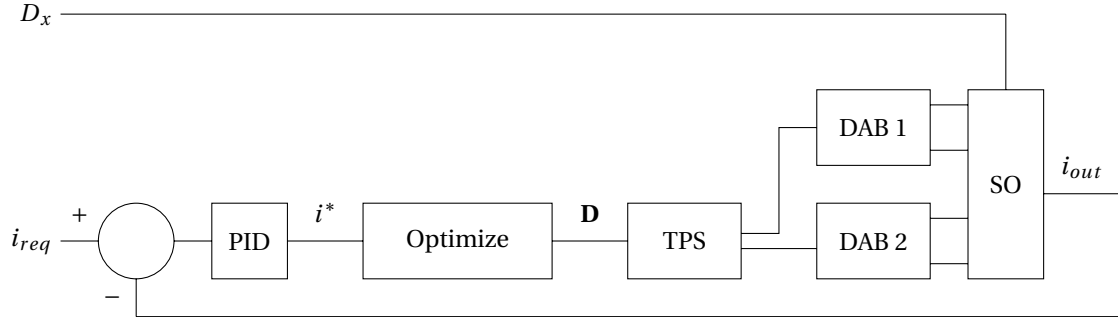 D_x
DAB 1
SO
i_out
+
i_req
PID
i*
Optimize
D
TPS
DAB 2
−